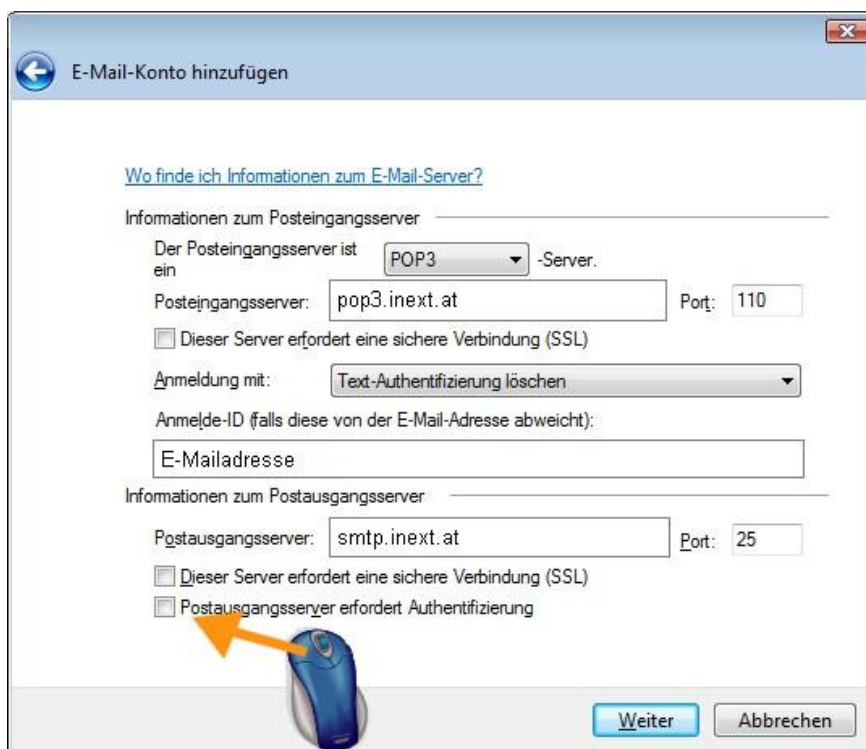 E-Mail-Konto hinzufügen
Wo finde ich Informationen zum E-Mail-Server?
Informationen zum Posteingangsserver
Der Posteingangsserver ist
ein
POP3 -Server.
Posteingangsserver: pop3.inext.at Port: 110
Dieser Server erfordert eine sichere Verbindung (SSL)
Anmeldung mit: Text-Authentifizierung löschen
Anmelde-ID (falls diese von der E-Mail-Adresse abweicht):
E-Mailadresse
Informationen zum Postausgangsserver
Postausgangsserver: smtp.inext.at Port: 25
Dieser Server erfordert eine sichere Verbindung (SSL)
Postausgangsserver erfordert Authentifizierung
Weiter Abbrechen